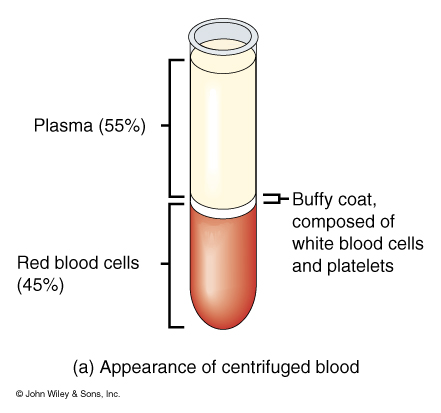 Plasma (55%)
Buffy coat,
composed of
white blood cells
and platelets
Red blood cells
(45%)
(a) Appearance of centrifuged blood
© John Wiley & Sons, Inc.